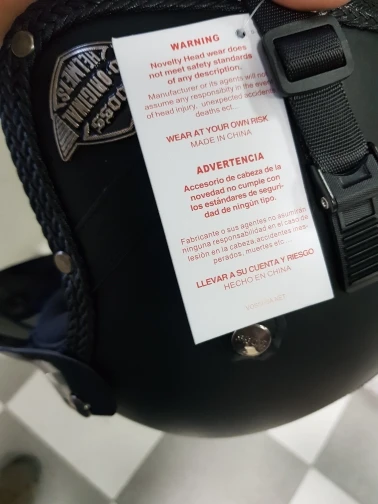 WARNING
Novelty Head wear does
not meet safety standards
of any description.
Manufacturer or its agents will not
assume any responsibility in the event
of head injury, unexpected accidents
deaths ect..
WEAR AT YOUR OWN RISK
MADE IN CHINA
ADVERTENCIA
Accesorio de cabeza de la
novedad no cumple con
los estándares de seguri-
dad de ningún tipo.
Fabricante o sus agentes no asumiran
ninguna responsabilidad en el caso de
lesión en la cabeza,accidentes ines-
perados, muertes etc...
LLEVAR A SU CUENTA Y RIESGO
HECHO EN CHINA
ORIGINAL
HELMETS